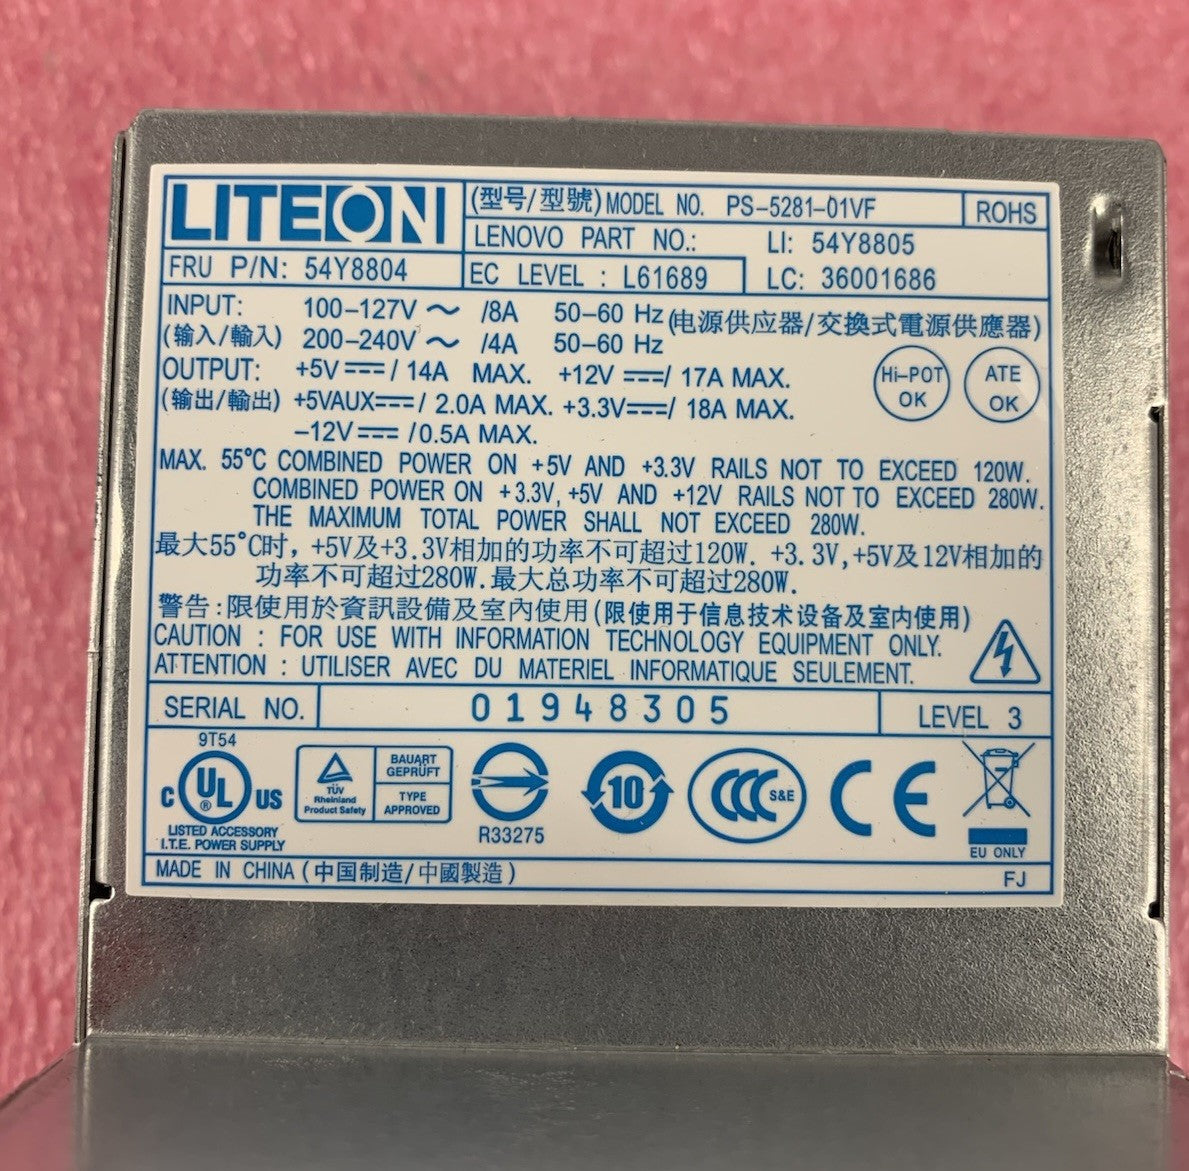 LITEON
(型号/型號)MODEL NO. PS-5281-01VF
ROHS
LENOVO PART NO.: LI: 54Y8805
FRU P/N: 54Y8804
EC LEVEL : L61689
LC: 36001686
INPUT: 100-127V ~ /8A 50-60 Hz (电源供应器/交換式電源供應器)
(输入/輸入) 200-240V ~ /4A 50-60 Hz
OUTPUT: +5V⎓/ 14A MAX. +12V ⎓/ 17A MAX.
Hi-POT OK
ATE OK
(输出/輸出) +5VAUX⎓/ 2.0A MAX. +3.3V⎓/ 18A MAX.
-12V⎓ /0.5A MAX.
MAX. 55°C COMBINED POWER ON +5V AND +3.3V RAILS NOT TO EXCEED 120W.
COMBINED POWER ON +3.3V,+5V AND +12V RAILS NOT TO EXCEED 280W.
THE MAXIMUM TOTAL POWER SHALL NOT EXCEED 280W.
最大55°C时，+5V及+3.3V相加的功率不可超过120W. +3.3V,+5V及12V相加的
功率不可超过280W.最大总功率不可超过280W.
警告:限使用於資訊設備及室內使用(限使用于信息技术设备及室内使用)
CAUTION : FOR USE WITH INFORMATION TECHNOLOGY EQUIPMENT ONLY.
ATTENTION : UTILISER AVEC DU MATERIEL INFORMATIQUE SEULEMENT.
SERIAL NO. 01948305 LEVEL 3
9T54
c UL ® US
LISTED ACCESSORY
I.T.E. POWER SUPPLY
TÜV
Rheinland
Product Safety
BAUART
GEPRÜFT
TYPE
APPROVED
R33275
10
CCC S&E
CE
EU ONLY
MADE IN CHINA (中国制造/中國製造)
FJ